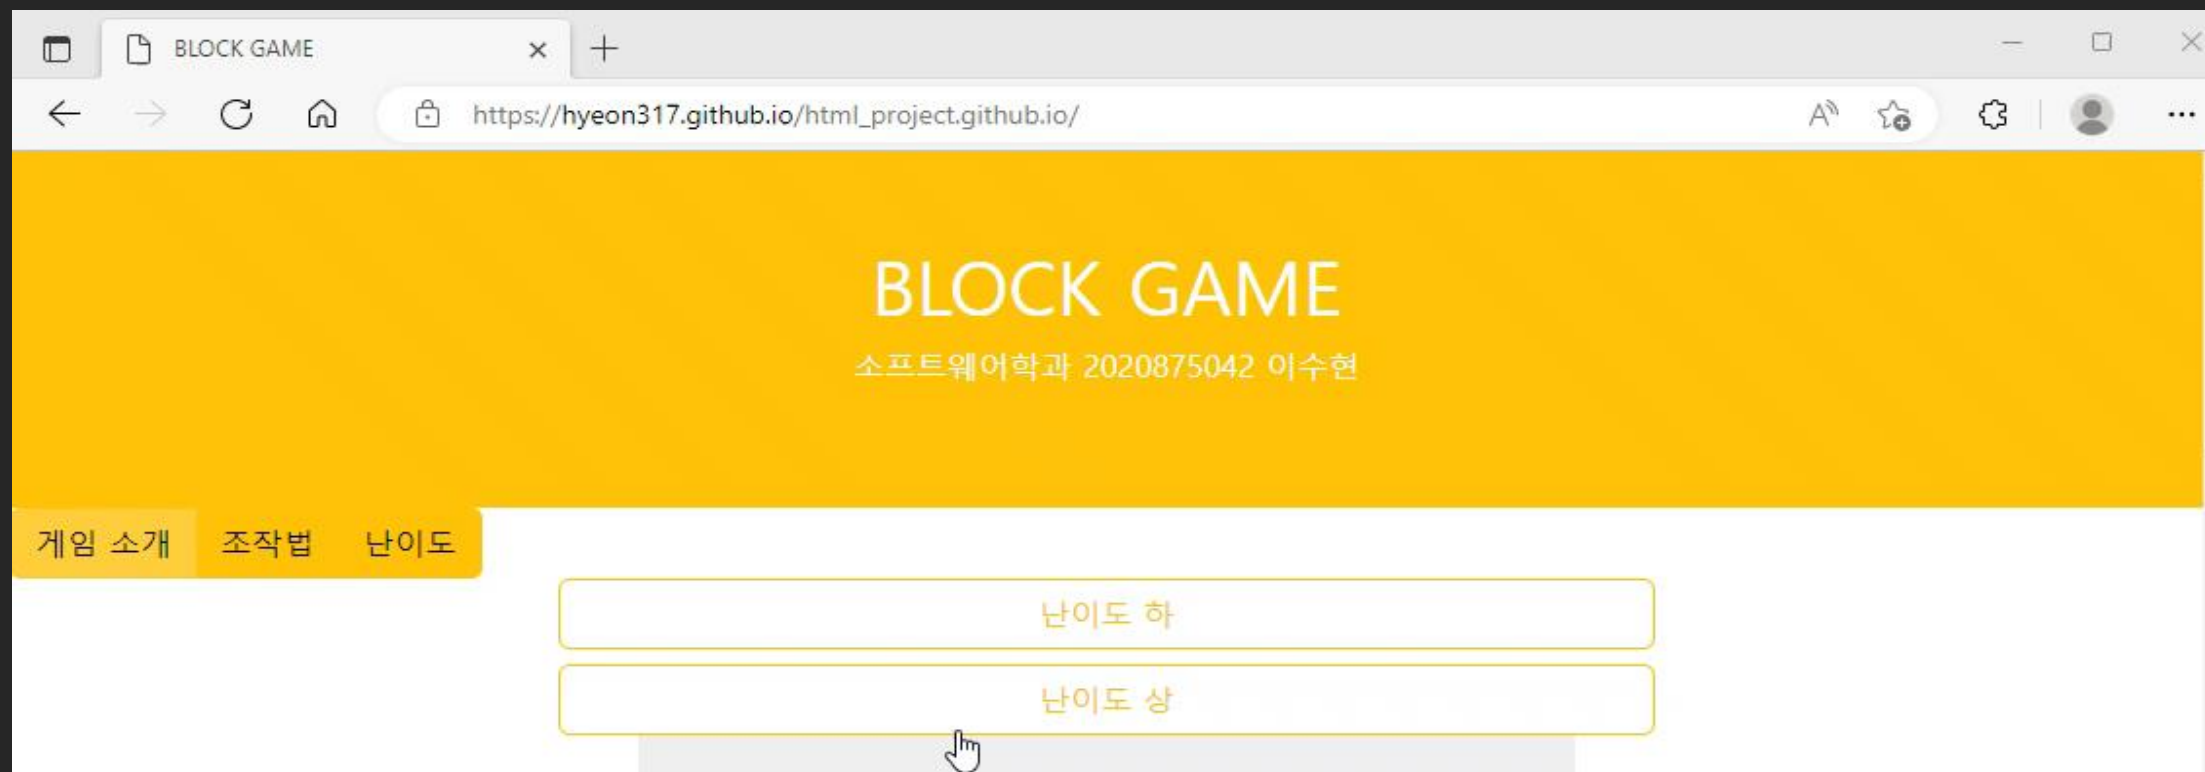 BLOCK GAME
https://hyeon317.github.io/html_project.github.io/
BLOCK GAME
소프트웨어학과 2020875042 이수현
게임 소개 조작법 난이도
난이도 하
난이도 상